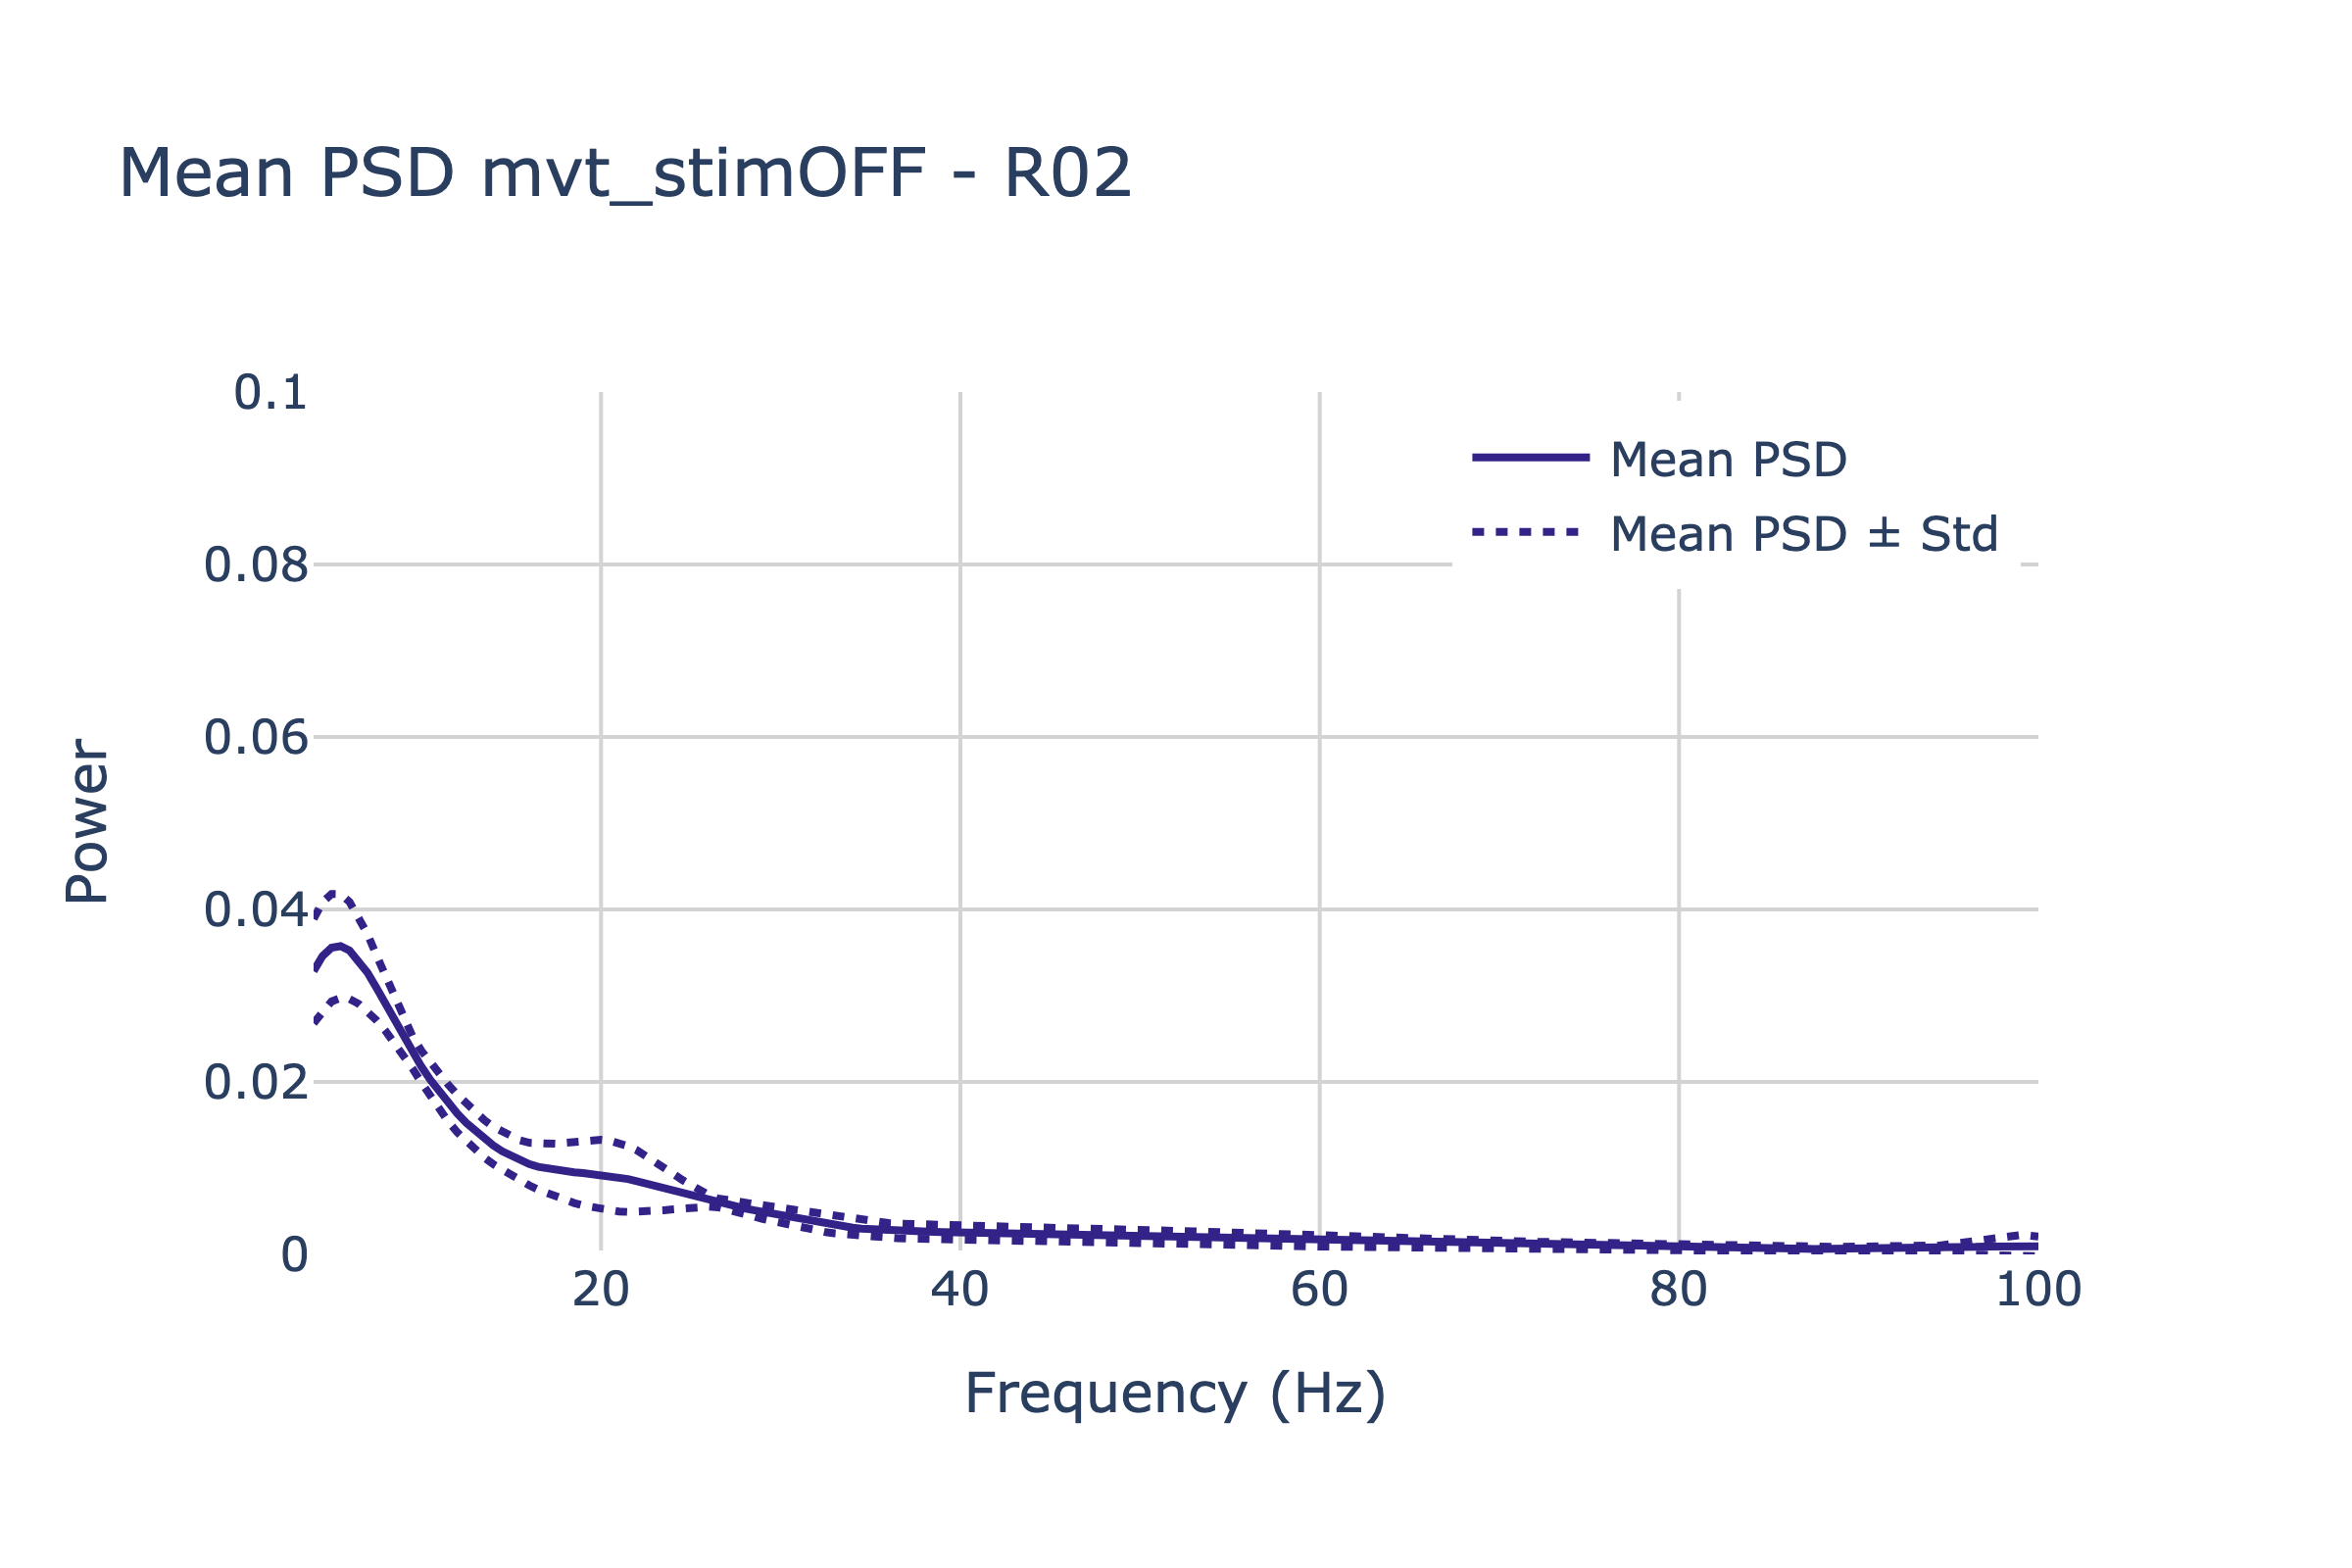 Mean PSD mvt_stimOFF - R02
0.1
0.08
0.06
0.04
0.02
0
Power
Mean PSD
Mean PSD ± Std
20 40 60 80 100
Frequency (Hz)